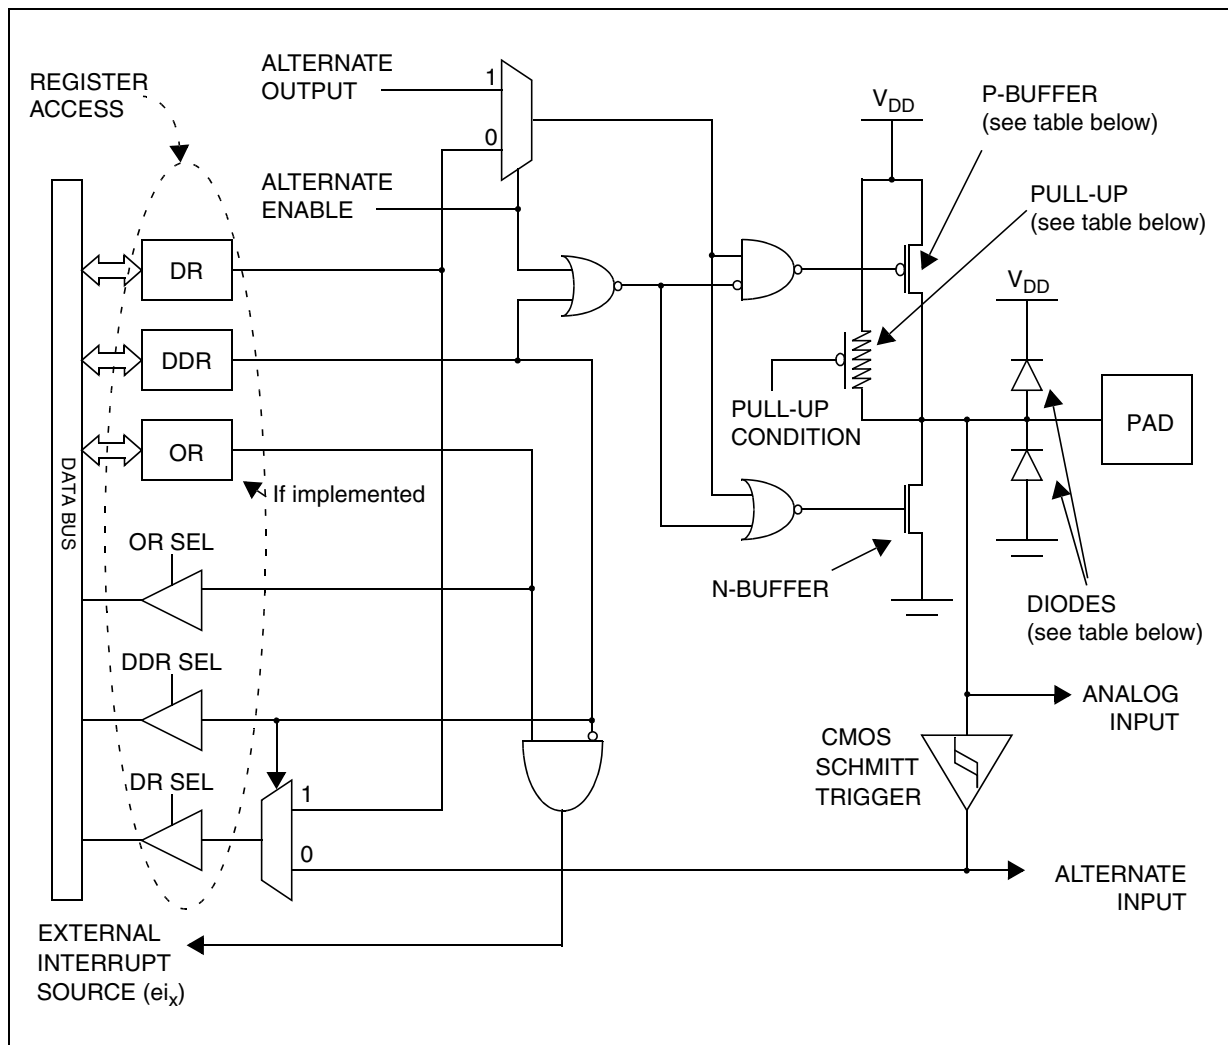 REGISTER
ACCESS
ALTERNATE
OUTPUT
1
0
ALTERNATE
ENABLE
VDD
P-BUFFER
(see table below)
PULL-UP
(see table below)
DR
DDR
OR
If implemented
DATA BUS
PULL-UP
CONDITION
VDD
PAD
OR SEL
N-BUFFER
DIODES
(see table below)
DDR SEL
ANALOG
INPUT
CMOS
SCHMITT
TRIGGER
DR SEL
1
0
ALTERNATE
INPUT
EXTERNAL
INTERRUPT
SOURCE (eix)